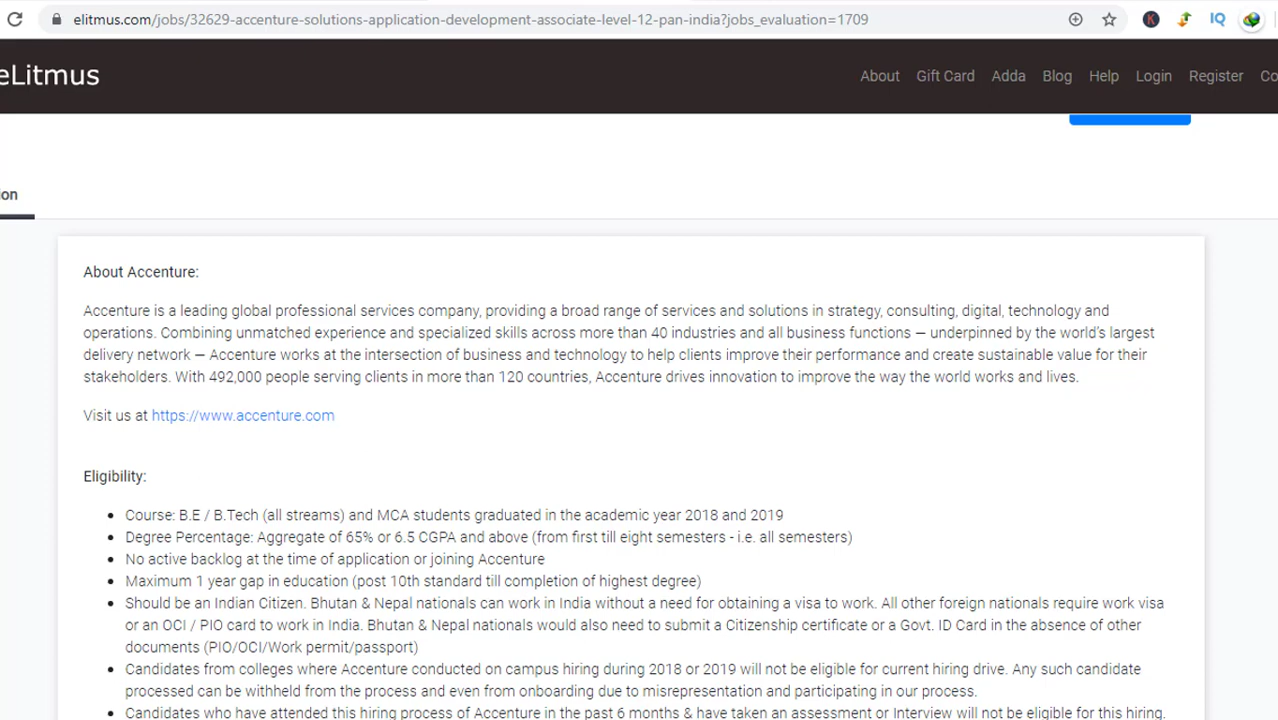 elitmus.com/jobs/32629-accenture-solutions-application-development-associate-level-12-pan-india?jobs_evaluation=1709
K
IQ
eLitmus
About Gift Card Adda Blog Help Login Register Co
ion
About Accenture:
Accenture is a leading global professional services company, providing a broad range of services and solutions in strategy, consulting, digital, technology and
operations. Combining unmatched experience and specialized skills across more than 40 industries and all business functions — underpinned by the world's largest
delivery network — Accenture works at the intersection of business and technology to help clients improve their performance and create sustainable value for their
stakeholders. With 492,000 people serving clients in more than 120 countries, Accenture drives innovation to improve the way the world works and lives.
Visit us at https://www.accenture.com
Eligibility:
• Course: B.E / B.Tech (all streams) and MCA students graduated in the academic year 2018 and 2019
• Degree Percentage: Aggregate of 65% or 6.5 CGPA and above (from first till eight semesters - i.e. all semesters)
• No active backlog at the time of application or joining Accenture
• Maximum 1 year gap in education (post 10th standard till completion of highest degree)
• Should be an Indian Citizen. Bhutan & Nepal nationals can work in India without a need for obtaining a visa to work. All other foreign nationals require work visa
or an OCI / PIO card to work in India. Bhutan & Nepal nationals would also need to submit a Citizenship certificate or a Govt. ID Card in the absence of other
documents (PIO/OCI/Work permit/passport)
• Candidates from colleges where Accenture conducted on campus hiring during 2018 or 2019 will not be eligible for current hiring drive. Any such candidate
processed can be withheld from the process and even from onboarding due to misrepresentation and participating in our process.
• Candidates who have attended this hiring process of Accenture in the past 6 months & have taken an assessment or Interview will not be eligible for this hiring.